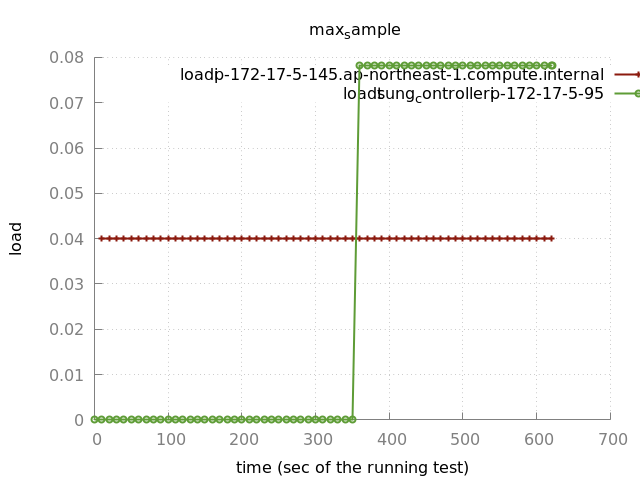 max_sample
0.08
load ip-172-17-5-145.ap-northeast-1.compute.internal
load tsung_controller ip-172-17-5-95
0.07
0.06
0.05
0.04
0.03
0.02
0.01
0
load
0 100 200 300 400 500 600 700
time (sec of the running test)